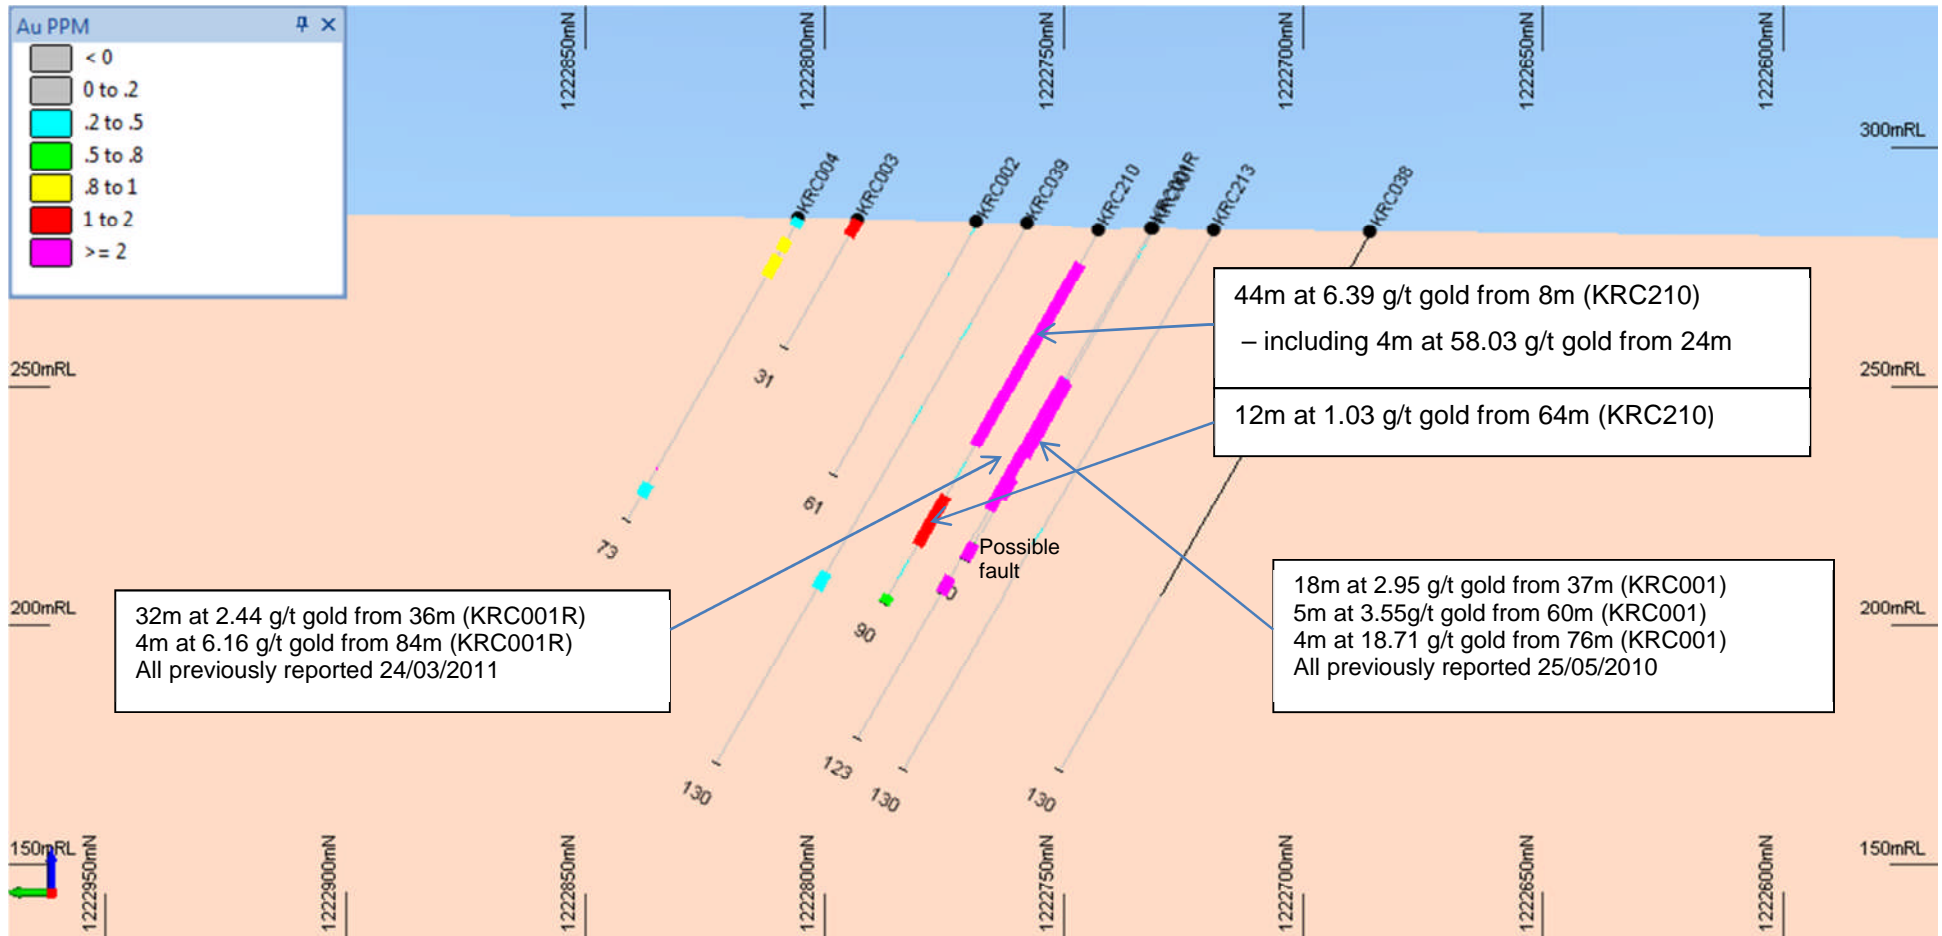 Au PPM
< 0
0 to .2
.2 to .5
.5 to .8
.8 to 1
1 to 2
>= 2
1222850mN
1222800mN
1222750mN
1222700mN
1222650mN
1222600mN
300mRL
300mRL
KRC004
KRC003
KRC002
KRC039
KRC210
KRC001R
KRC213
KRC038
44m at 6.39 g/t gold from 8m (KRC210)
– including 4m at 58.03 g/t gold from 24m
12m at 1.03 g/t gold from 64m (KRC210)
250mRL
250mRL
31
61
73
90
Possible
fault
200mRL
200mRL
32m at 2.44 g/t gold from 36m (KRC001R)
4m at 6.16 g/t gold from 84m (KRC001R)
All previously reported 24/03/2011
18m at 2.95 g/t gold from 37m (KRC001)
5m at 3.55g/t gold from 60m (KRC001)
4m at 18.71 g/t gold from 76m (KRC001)
All previously reported 25/05/2010
130
123
130
130
150mRL
150mRL
1222950mN
1222900mN
1222850mN
1222800mN
1222750mN
1222700mN
1222650mN
1222600mN